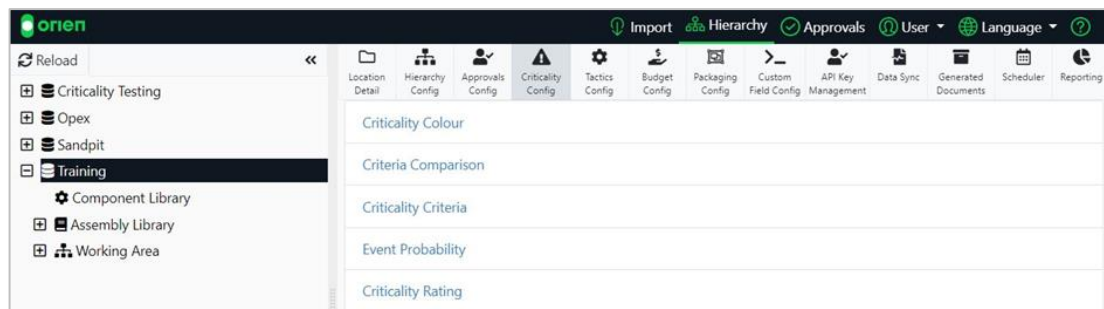 orien
Import Hierarchy Approvals User Language
Reload
Criticality Testing
Opex
Sandpit
Training
Component Library
Assembly Library
Working Area
Location Detail
Hierarchy Config
Approvals Config
Criticality Config
Tactics Config
Budget Config
Packaging Config
Custom Field Config
API Key Management
Data Sync
Generated Documents
Scheduler
Reporting
Criticality Colour
Criteria Comparison
Criticality Criteria
Event Probability
Criticality Rating